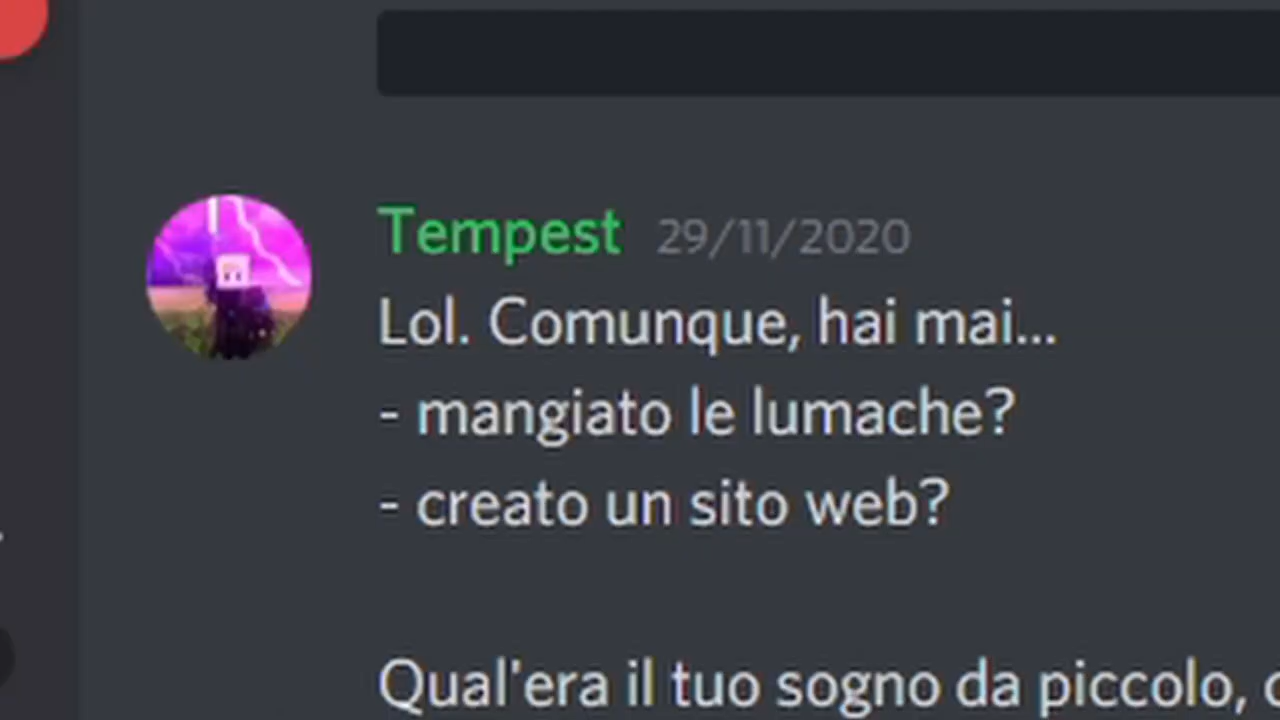 Tempest 29/11/2020
Lol. Comunque, hai mai...
- mangiato le lumache?
- creato un sito web?
Qual'era il tuo sogno da piccolo,